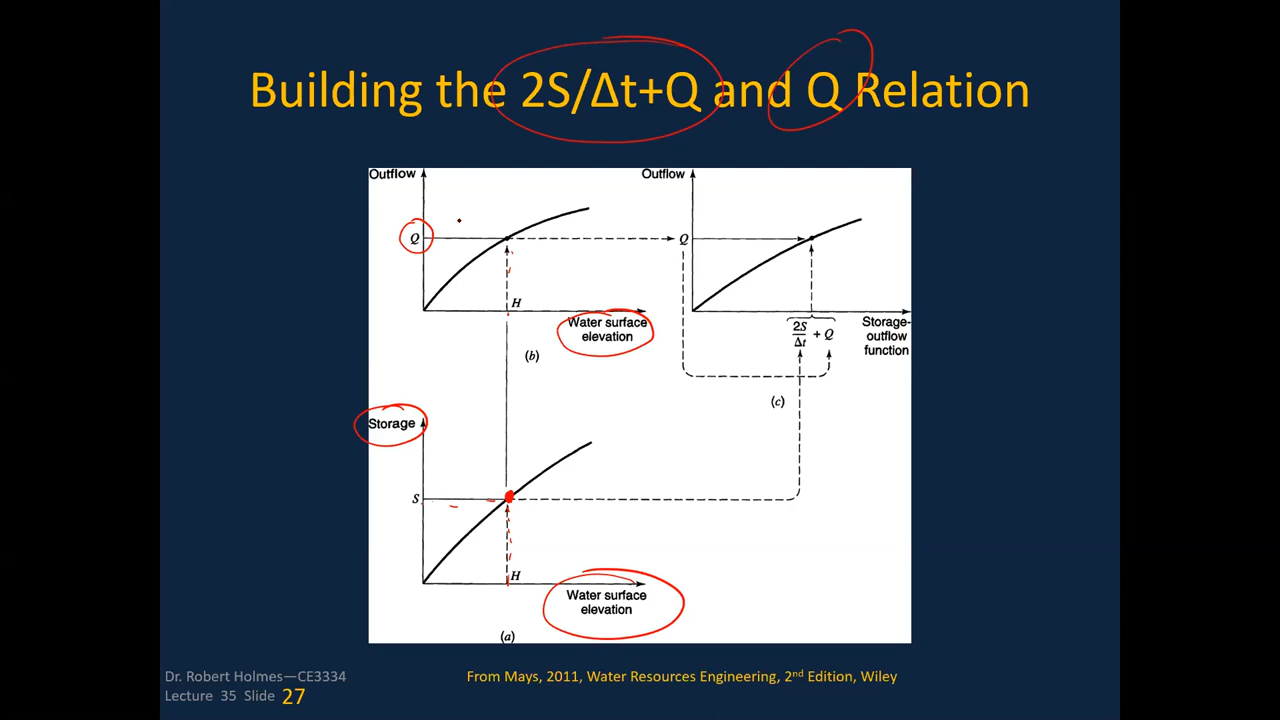 Building the 2S/Δt+Q and Q Relation
Outflow
Q
H
Water surface
elevation
(b)
Outflow
Q
2S
Δt
+ Q
Storage-
outflow
function
(c)
Storage
S
H
Water surface
elevation
(a)
Dr. Robert Holmes—CE3334
Lecture 35 Slide 27
From Mays, 2011, Water Resources Engineering, 2nd Edition, Wiley